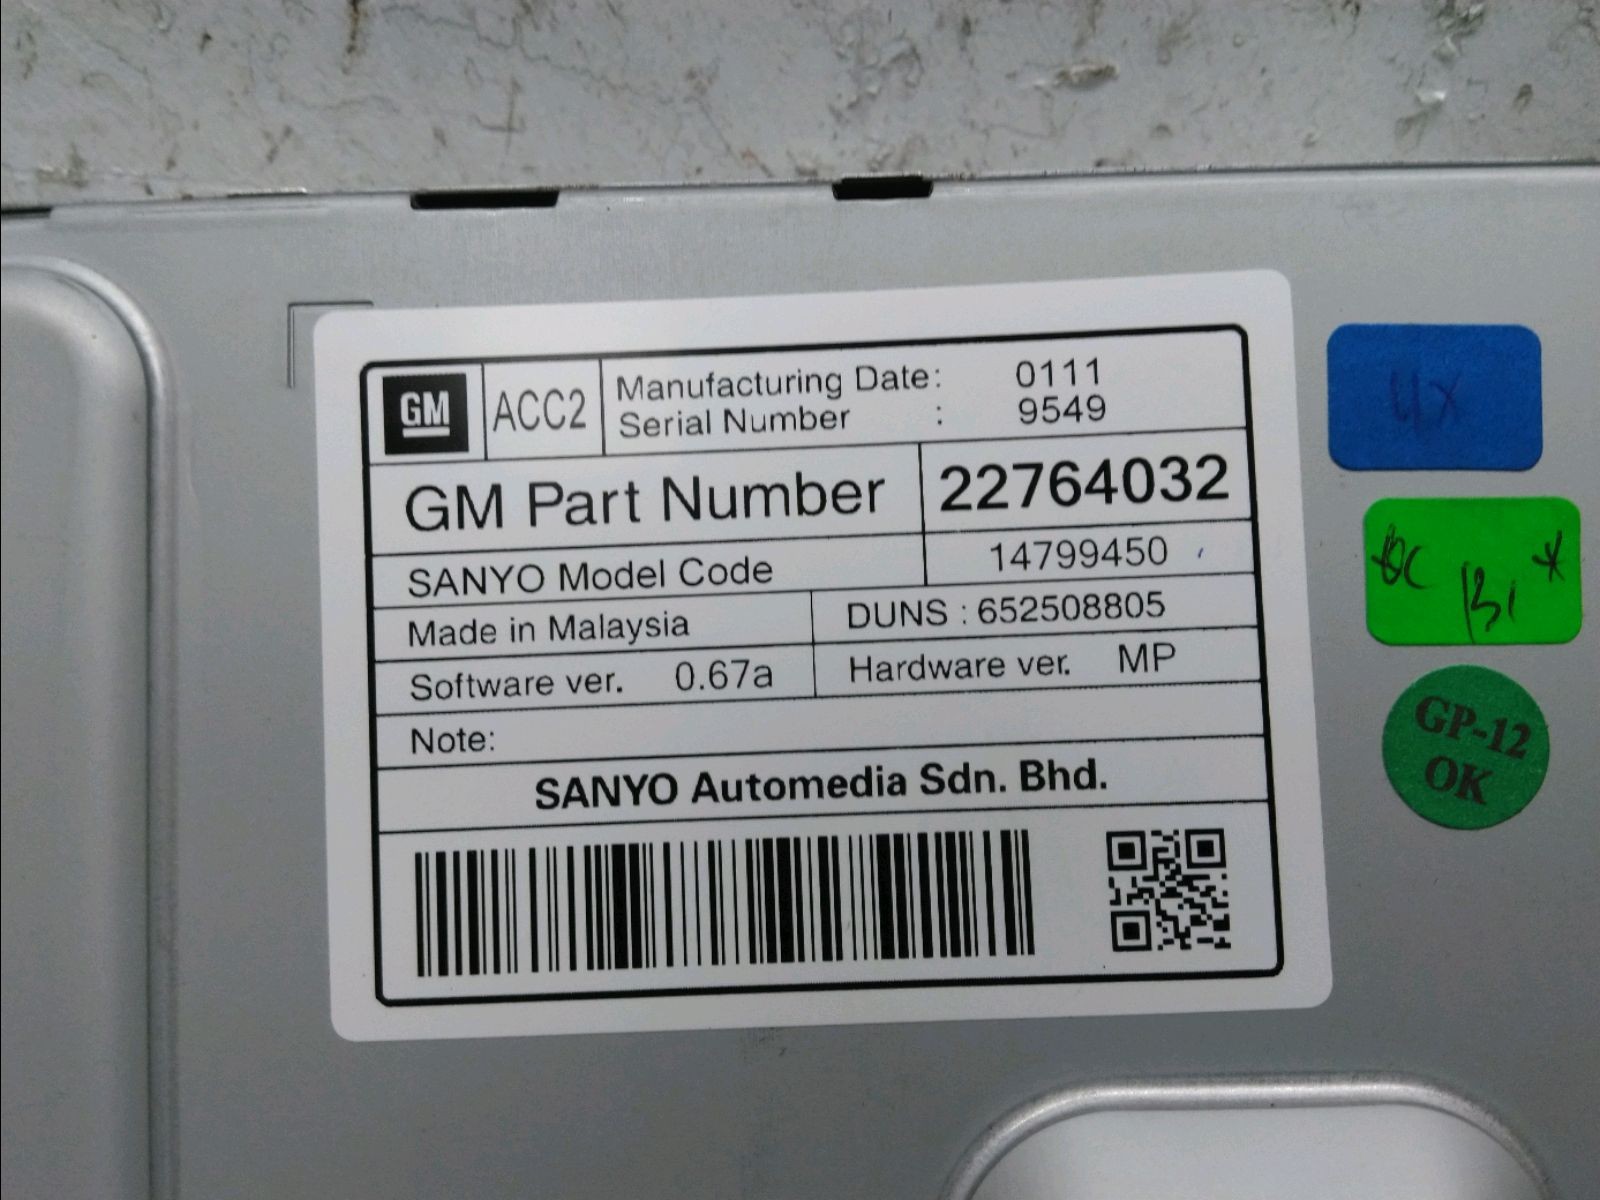 GM ACC2 Manufacturing Date: 0111
Serial Number : 9549
GM Part Number 22764032
SANYO Model Code 14799450
Made in Malaysia DUNS : 652508805
Software ver. 0.67a Hardware ver. MP
Note:
SANYO Automedia Sdn. Bhd.
GP-12
OK